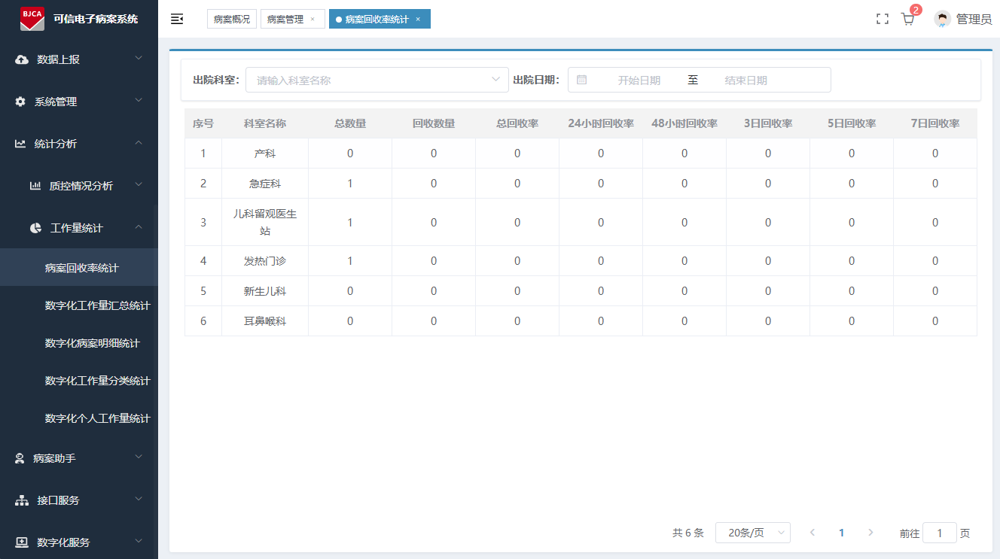 BJCA
可信电子病案系统
病案概况
病案管理 ×
病案回收率统计 ×
2
管理员
数据上报
系统管理
统计分析
质控情况分析
工作量统计
病案回收率统计
数字化工作量汇总统计
数字化病案明细统计
数字化工作量分类统计
数字化个人工作量统计
病案助手
接口服务
数字化服务
出院科室: 请输入科室名称 出院日期: 开始日期 至 结束日期
序号 科室名称 总数量 回收数量 总回收率 24小时回收率 48小时回收率 3日回收率 5日回收率 7日回收率
1 产科 0 0 0 0 0 0 0 0
2 急症科 1 0 0 0 0 0 0 0
3 儿科留观医生站 1 0 0 0 0 0 0 0
4 发热门诊 1 0 0 0 0 0 0 0
5 新生儿科 0 0 0 0 0 0 0 0
6 耳鼻喉科 0 0 0 0 0 0 0 0
共 6 条 20条/页 1 前往 1 页